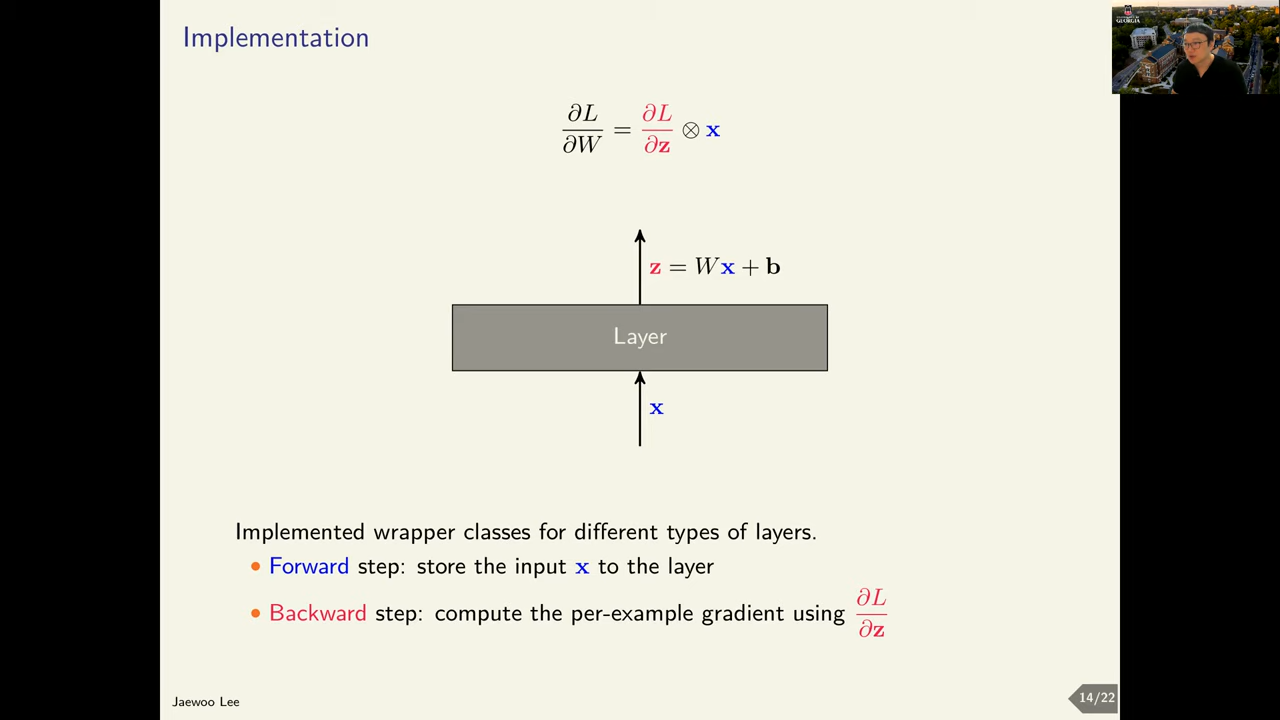 Implementation
∂L/∂W = ∂L/∂z ⊗ x
z = Wx + b
Layer
x
Implemented wrapper classes for different types of layers.
• Forward step: store the input x to the layer
• Backward step: compute the per-example gradient using ∂L/∂z
Jaewoo Lee
14/22
GEORGIA